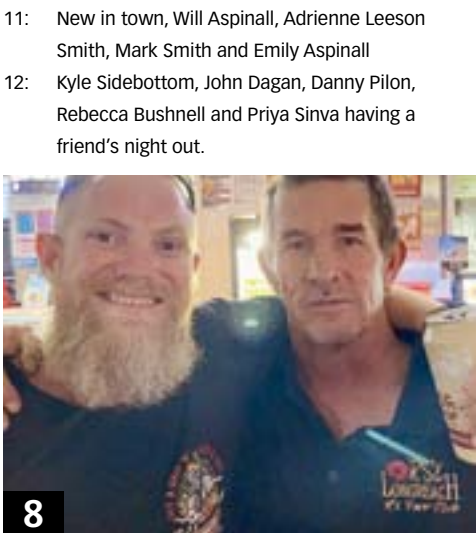 11: New in town, Will Aspinall, Adrienne Leeson
Smith, Mark Smith and Emily Aspinall
12: Kyle Sidebottom, John Dagan, Danny Pilon,
Rebecca Bushnell and Priya Sinva having a
friend's night out.
RSL
LONGREACH
8